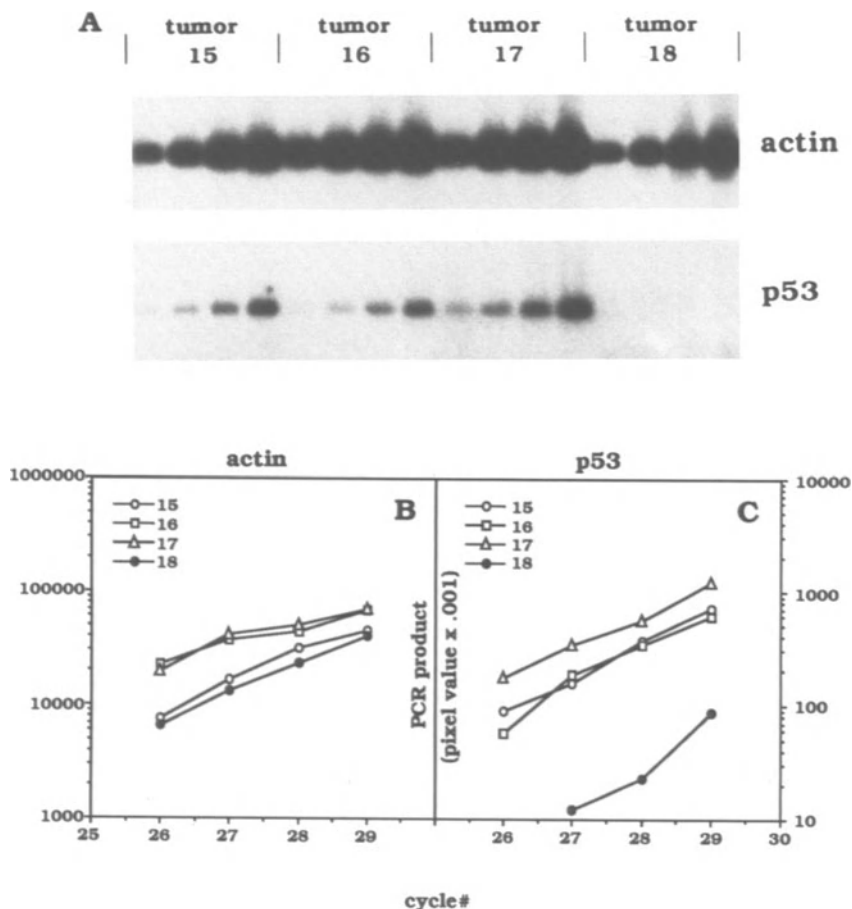 A
tumor 15
tumor 16
tumor 17
tumor 18
actin
p53
actin
p53
1000000
100000
10000
1000
15
16
17
18
B
25
26
27
28
29
PCR product
(pixel value x .001)
15
16
17
18
C
10000
1000
100
10
26
27
28
29
30
cycle#